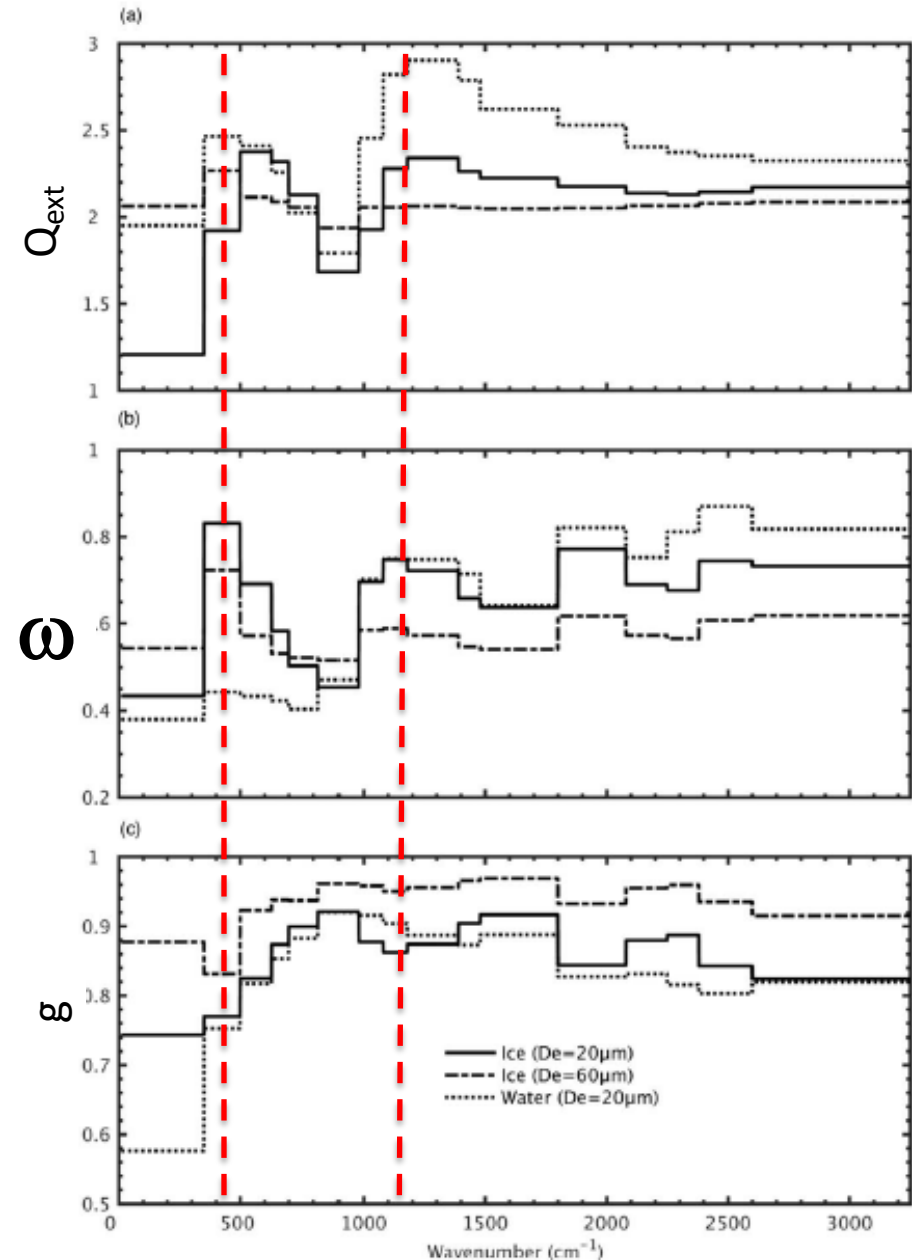 (a)
3
2.5
2
1.5
1
Qext
(b)
1
0.8
.6
0.4
0.2
ω
(c)
1
0.9
0.8
0.7
0.6
0.5
g
Ice (De=20μm)
Ice (De=60μm)
Water (De=20μm)
0 500 1000 1500 2000 2500 3000
Wavenumber (cm⁻¹)